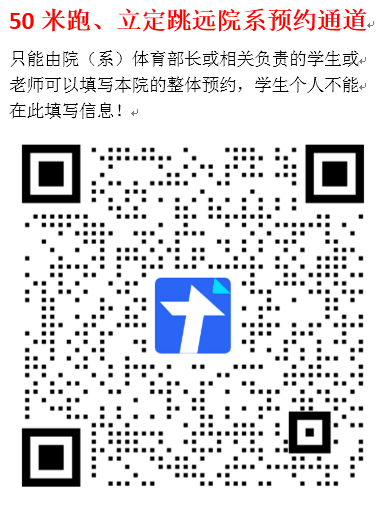 50 米跑、立定跳远院系预约通道
只能由院（系）体育部长或相关负责的学生或
老师可以填写本院的整体预约，学生个人不能
在此填写信息！